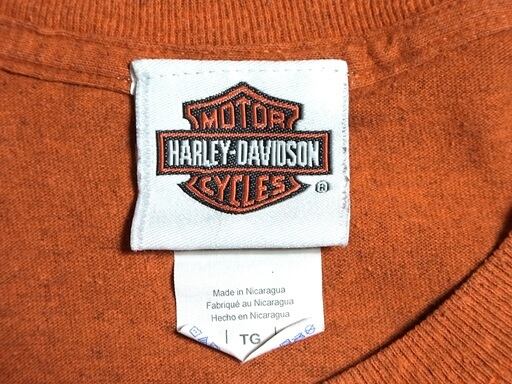 MOTOR
HARLEY-DAVIDSON
CYCLES
®
Made in Nicaragua
Fabriqué au Nicaragua
Hecho en Nicaragua
TG